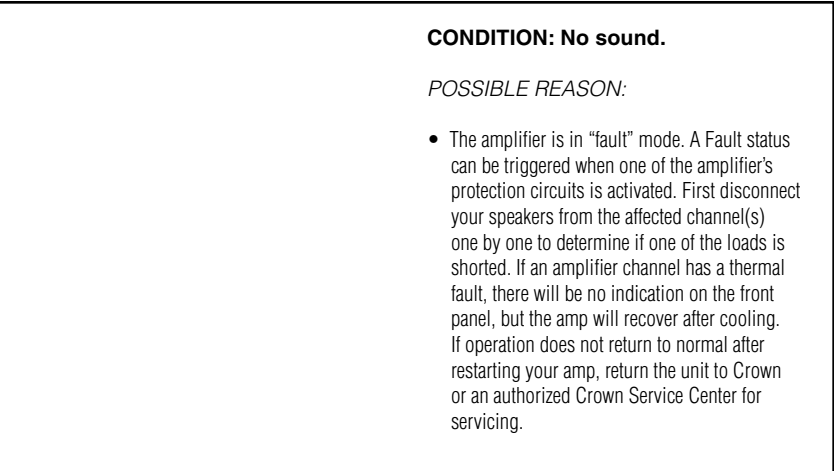 CONDITION: No sound.
POSSIBLE REASON:
• The amplifier is in “fault” mode. A Fault status
can be triggered when one of the amplifier’s
protection circuits is activated. First disconnect
your speakers from the affected channel(s)
one by one to determine if one of the loads is
shorted. If an amplifier channel has a thermal
fault, there will be no indication on the front
panel, but the amp will recover after cooling.
If operation does not return to normal after
restarting your amp, return the unit to Crown
or an authorized Crown Service Center for
servicing.